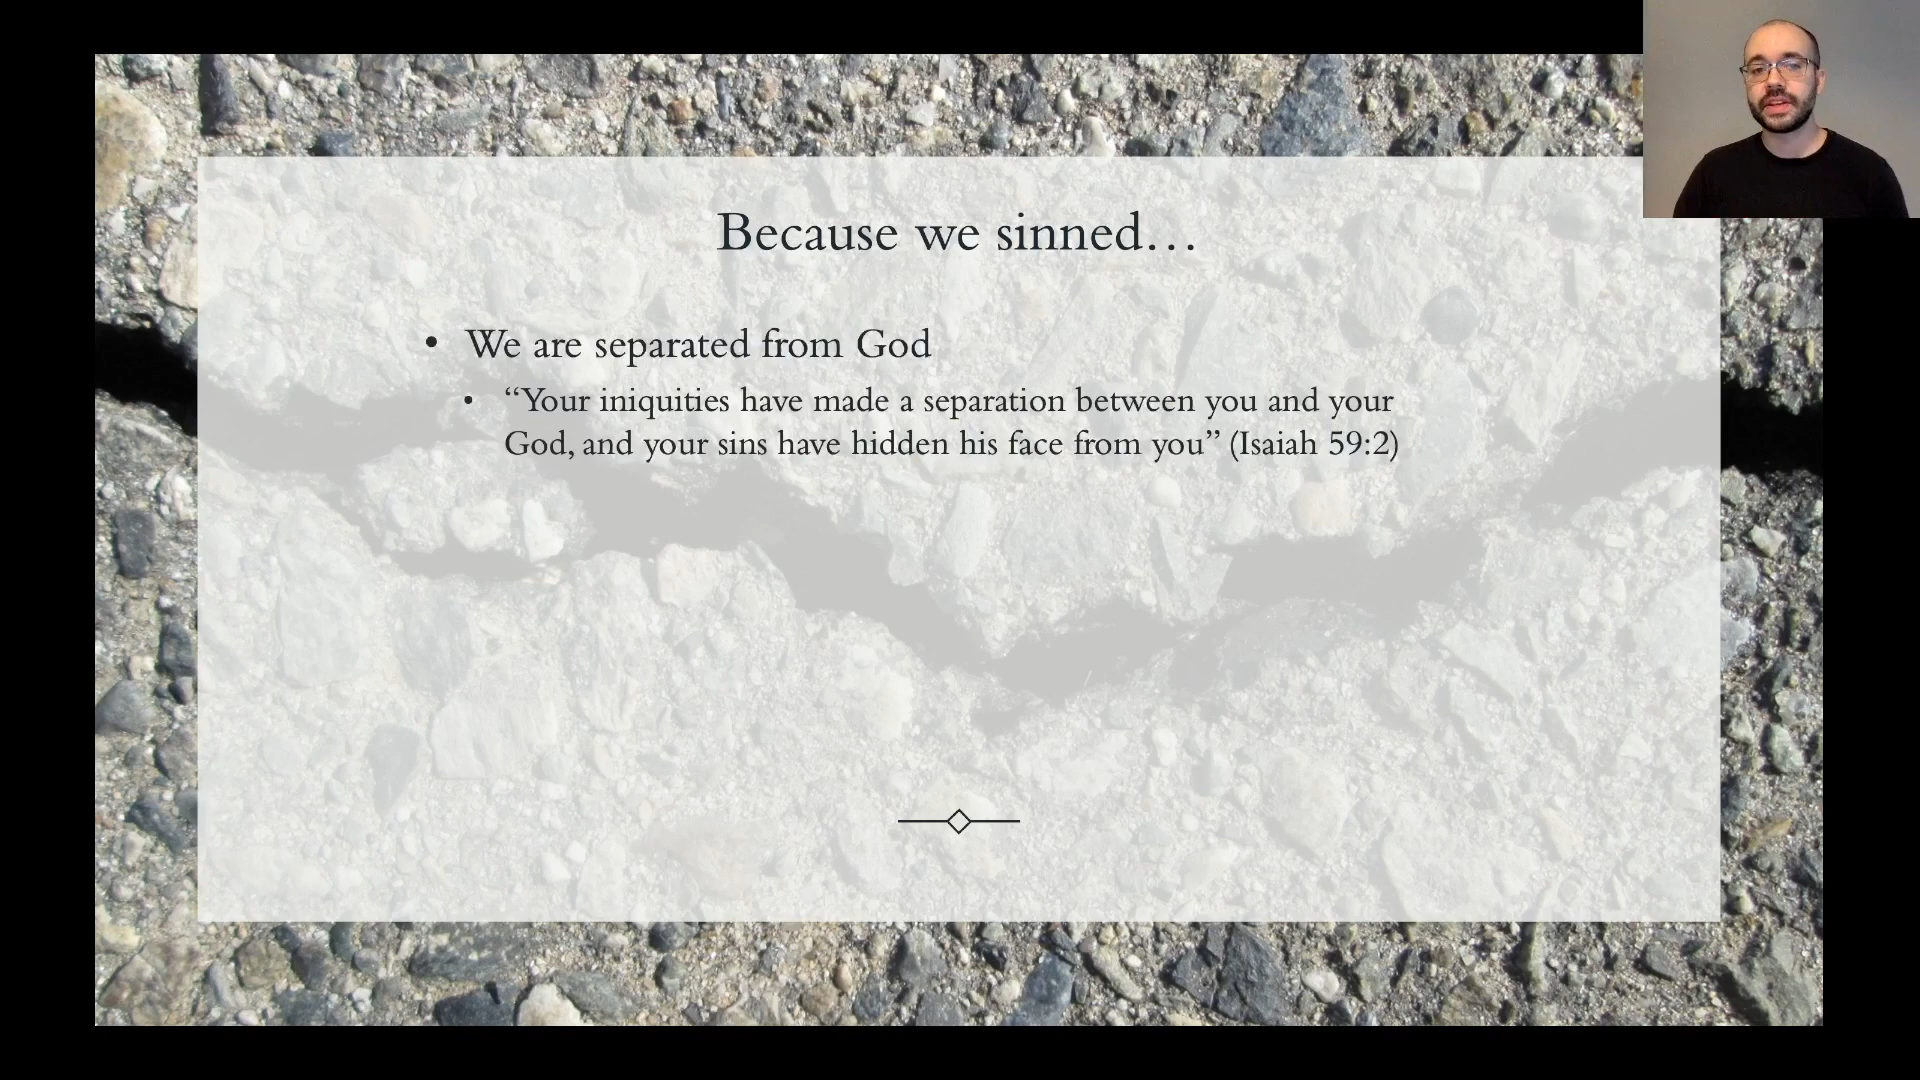 Because we sinned…
• We are separated from God
• “Your iniquities have made a separation between you and your
God, and your sins have hidden his face from you” (Isaiah 59:2)